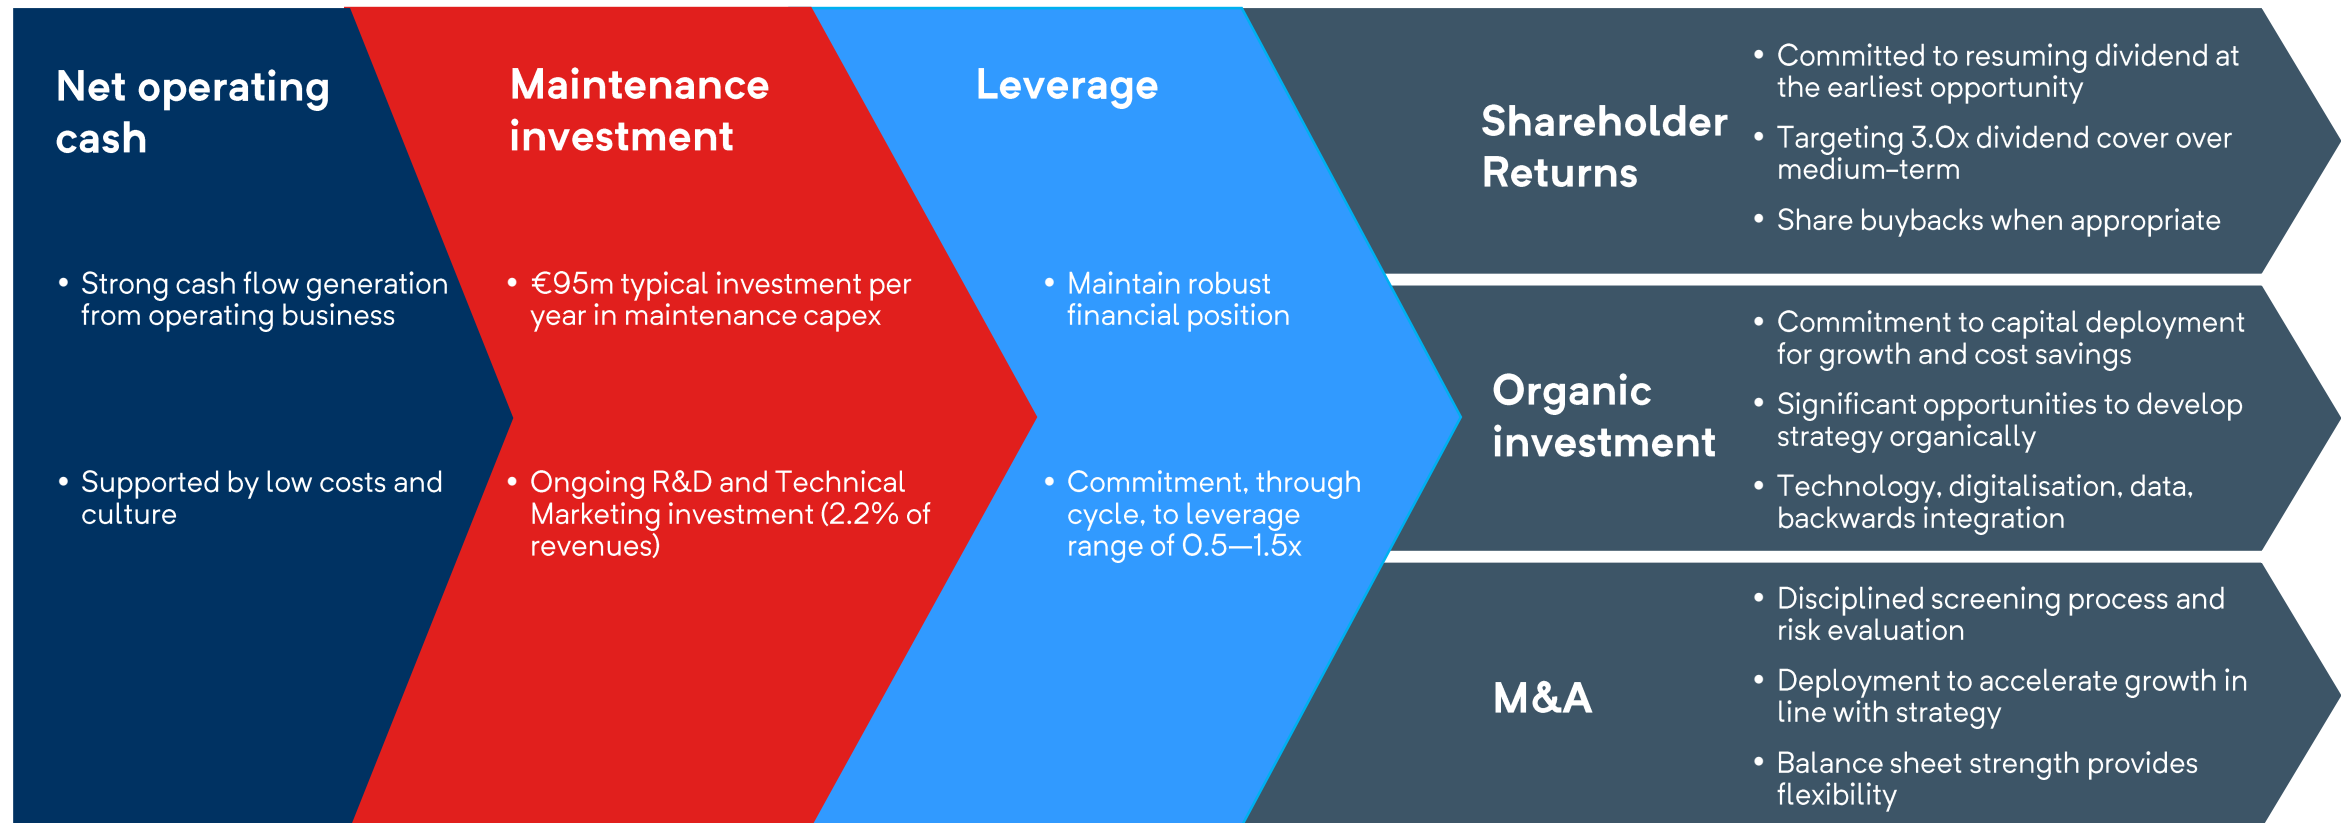 Net operating
cash
• Strong cash flow generation
from operating business
• Supported by low costs and
culture
Maintenance
investment
• €95m typical investment per
year in maintenance capex
• Ongoing R&D and Technical
Marketing investment (2.2% of
revenues)
Leverage
• Maintain robust
financial position
• Commitment, through
cycle, to leverage
range of 0.5—1.5x
Shareholder
Returns
• Committed to resuming dividend at
the earliest opportunity
• Targeting 3.0x dividend cover over
medium-term
• Share buybacks when appropriate
Organic
investment
• Commitment to capital deployment
for growth and cost savings
• Significant opportunities to develop
strategy organically
• Technology, digitalisation, data,
backwards integration
M&A
• Disciplined screening process and
risk evaluation
• Deployment to accelerate growth in
line with strategy
• Balance sheet strength provides
flexibility